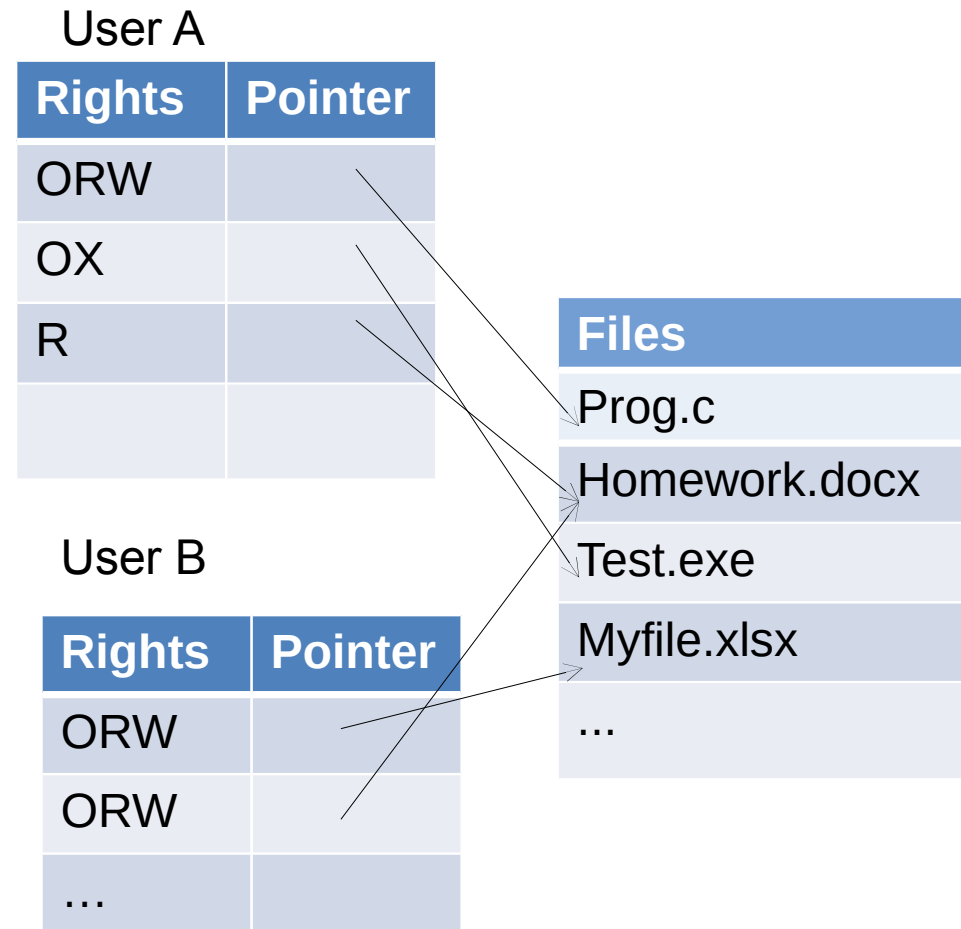 User A
Rights Pointer
ORW
OX
R
Files
Prog.c
Homework.docx
Test.exe
Myfile.xlsx
...
User B
Rights Pointer
ORW
ORW
…